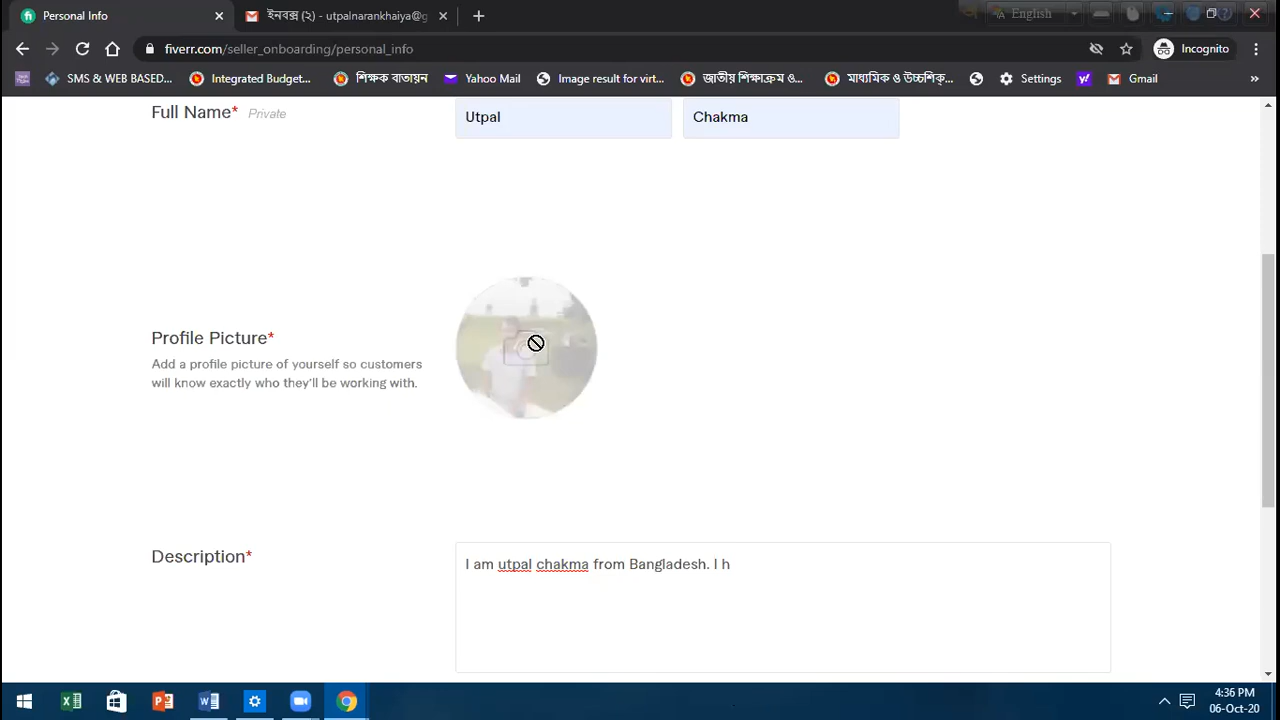 Personal Info
ইনবক্স (২) - utpalnarankhaiya@g
English
fiverr.com/seller_onboarding/personal_info
Incognito
SMS & WEB BASED...
Integrated Budget...
শিক্ষক বাতায়ন
Yahoo Mail
Image result for virt...
জাতীয় শিক্ষাক্রম ও...
মাধ্যমিক ও উচ্চশিক্...
Settings
Gmail
Full Name* Private
Utpal
Chakma
Profile Picture*
Add a profile picture of yourself so customers
will know exactly who they'll be working with.
Description*
I am utpal chakma from Bangladesh. I h
4:36 PM
06-Oct-20